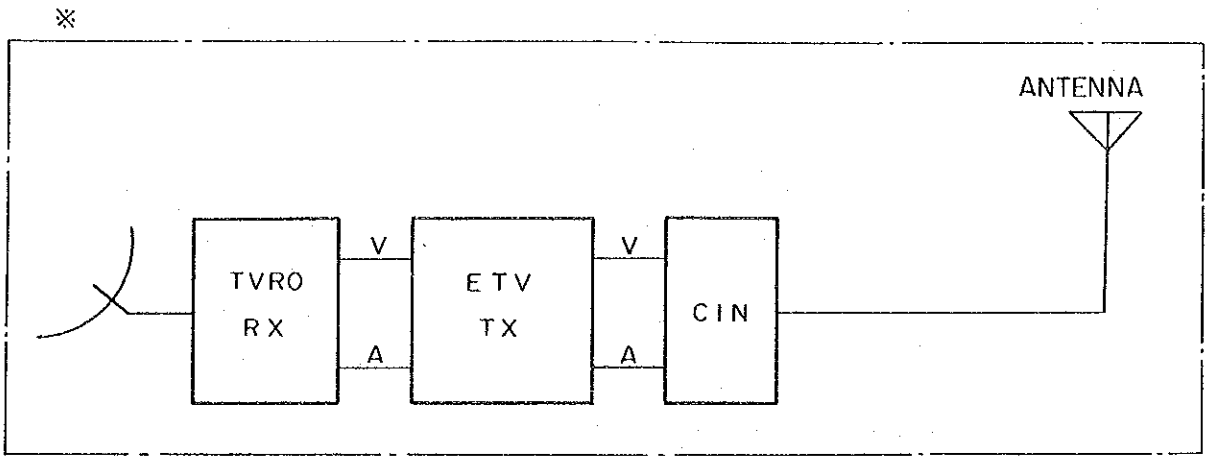 ※
ANTENNA
TVRO
RX
V
A
ETV
TX
V
A
CIN